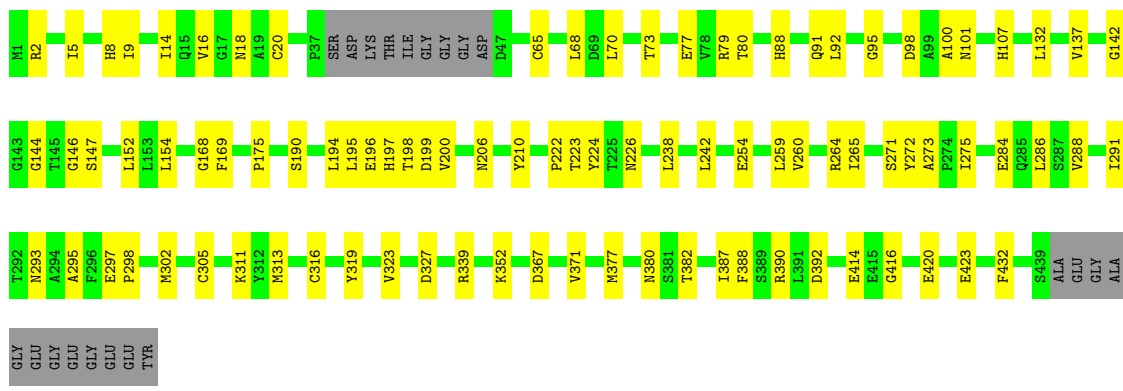 M1 R2 I5 H8 I9 I14 Q15 V16 G17 N18 A19 C20 P37 SER ASP LYS THR ILE GLY GLY GLY ASP D47 C65 L68 D69 L70 T73 E77 V78 R79 T80 H88 Q91 L92 G95 D98 A99 A100 N101 H107 L132 V137 G142
G143 G144 T145 G146 S147 L152 L153 L154 G168 F169 P175 S190 L194 L195 E196 H197 T198 D199 V200 N206 Y210 P222 T223 Y224 T225 N226 L238 L242 E254 L259 V260 R264 I265 S271 Y272 A273 P274 I275 E284 Q285 L286 S287 V288 I291
T292 N293 A294 A295 F296 E297 P298 M302 C305 K311 Y312 M313 C316 Y319 V323 D327 R339 K352 D367 V371 M377 N380 S381 T382 I387 F388 S389 R390 L391 D392 E414 E415 G416 E420 E423 F432 S439 ALA GLU GLY ALA
GLY GLU GLY GLU GLY GLU GLU TYR